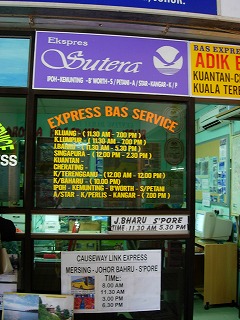 JOHOR.
Ekspres
Sutera
IPOH - KEMUNTING - B'WORTH - S/PETANI - A/STAR - KANGAR - K/P
BAS EXPRE
ADIK B
KUANTAN-C
KUALA TERE
EXPRESS BAS SERVICE
KLUANG - ( 11.30 AM - 7.00 PM )
K.LUMPUR - ( 11.30 AM - 7.00 PM )
J.BAHRU - ( 11.30 AM - 5.30 PM )
SINGAPURA - ( 12.00 PM - 2.30 PM )
KUANTAN -
CHERATING -
K/TERENGGANU - ( 12.00 AM - 12.00 PM )
K/BAHARU - ( 10.00 PM )
IPOH - KEMUNTING - B'WORTH - S/PETANI
A/STAR - K/PERLIS - KANGAR - ( 7.00 PM )
ESS
J.BHARU S'PORE
TIME 11.30 AM 5.30 PM
CAUSEWAY LINK EXPRESS
MERSING - JOHOR BAHRU - S'PORE
TIME:
8.00 AM
11.30 AM
3.00 PM
6.30 PM